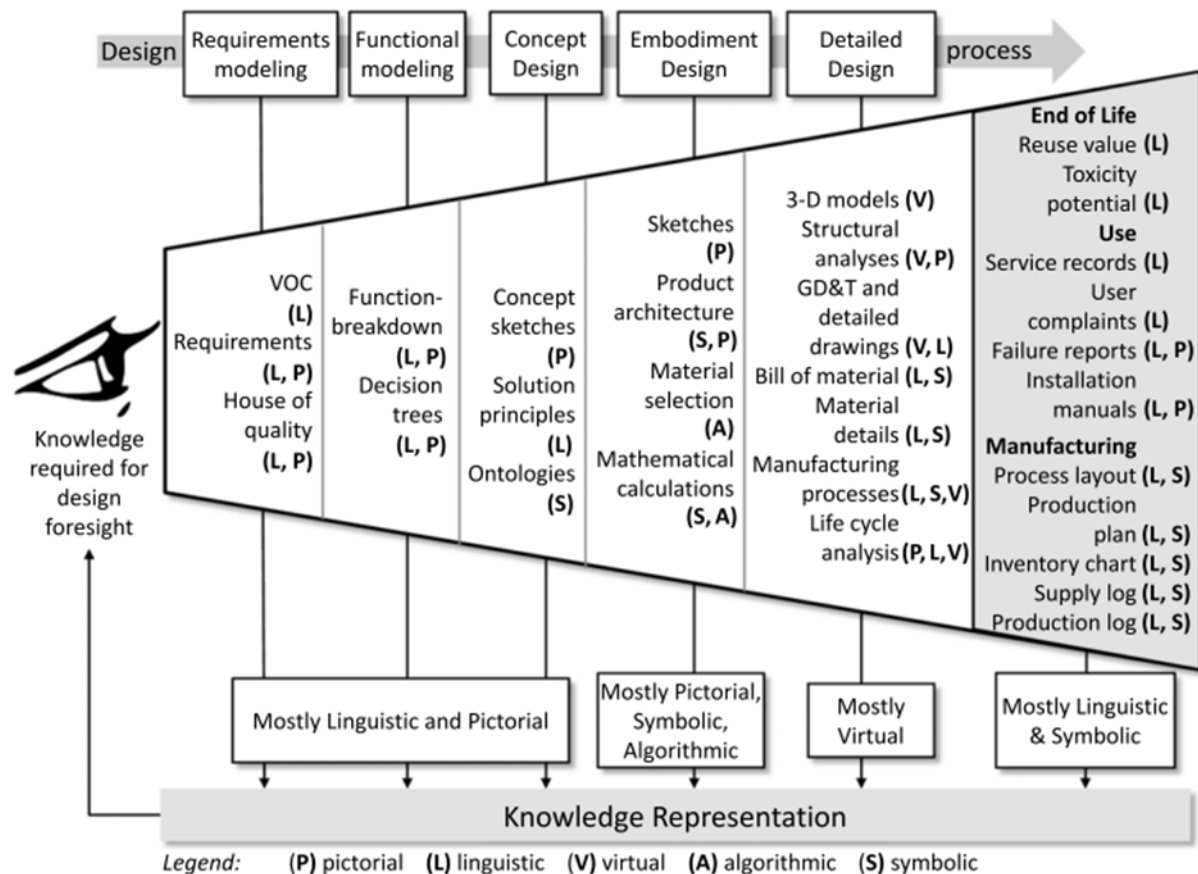 Design
Requirements
modeling
Functional
modeling
Concept
Design
Embodiment
Design
Detailed
Design
process
VOC
(L)
Requirements
(L, P)
House of
quality
(L, P)
Function-
breakdown
(L, P)
Decision
trees
(L, P)
Concept
sketches
(P)
Solution
principles
(L)
Ontologies
(S)
Sketches
(P)
Product
architecture
(S, P)
Material
selection
(A)
Mathematical
calculations
(S, A)
3-D models (V)
Structural
analyses (V, P)
GD&T and
detailed
drawings (V, L)
Bill of material (L, S)
Material
details (L, S)
Manufacturing
processes (L, S,V)
Life cycle
analysis (P, L, V)
End of Life
Reuse value (L)
Toxicity
potential (L)
Use
Service records (L)
User
complaints (L)
Failure reports (L, P)
Installation
manuals (L, P)
Manufacturing
Process layout (L, S)
Production
plan (L, S)
Inventory chart (L, S)
Supply log (L, S)
Production log (L, S)
Knowledge
required for
design
foresight
Mostly Linguistic and Pictorial
Mostly Pictorial,
Symbolic,
Algorithmic
Mostly
Virtual
Mostly Linguistic
& Symbolic
Knowledge Representation
Legend: (P) pictorial (L) linguistic (V) virtual (A) algorithmic (S) symbolic